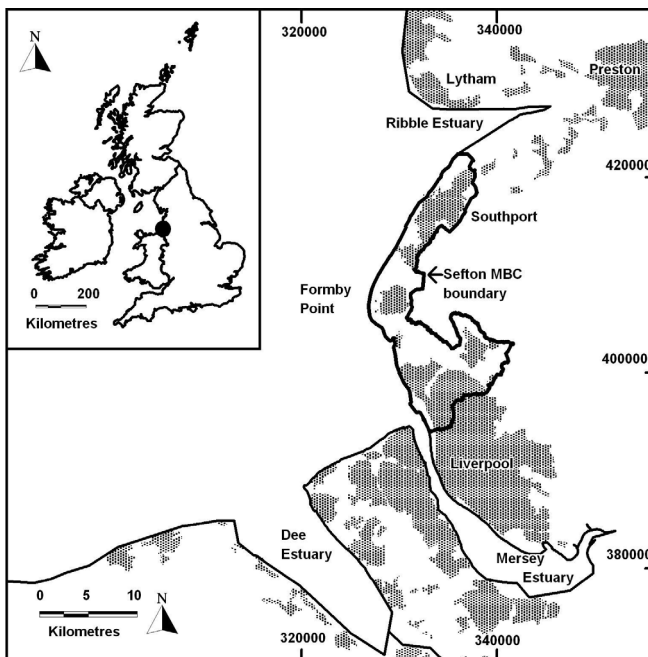 320000
340000
N
Lytham
Preston
Ribble Estuary
420000
Southport
Sefton MBC
boundary
Formby
Point
0 200
Kilometres
400000
Liverpool
Dee
Estuary
Mersey
Estuary
380000
0 5 10
Kilometres
N
320000
340000